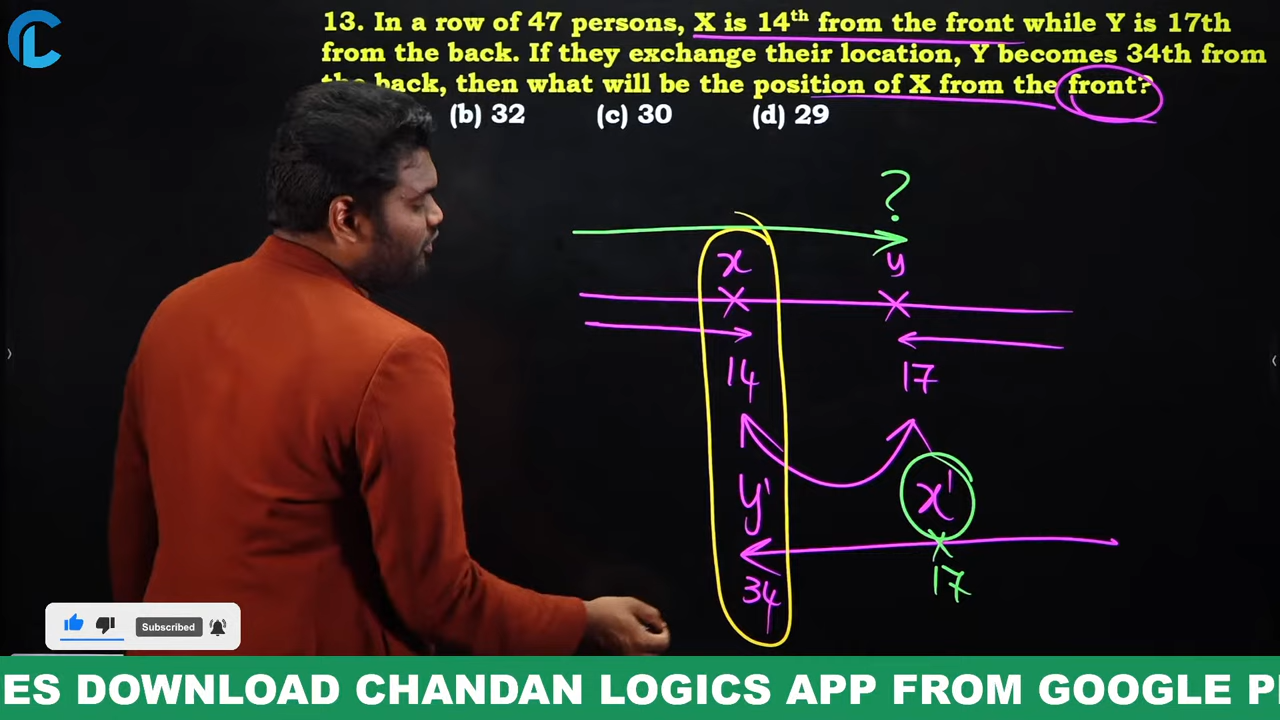 13. In a row of 47 persons, X is 14th from the front while Y is 17th
from the back. If they exchange their location, Y becomes 34th from
the back, then what will be the position of X from the front?
(b) 32 (c) 30 (d) 29
?
x y
14 17
y' x'
34 17
Subscribed
ES DOWNLOAD CHANDAN LOGICS APP FROM GOOGLE P